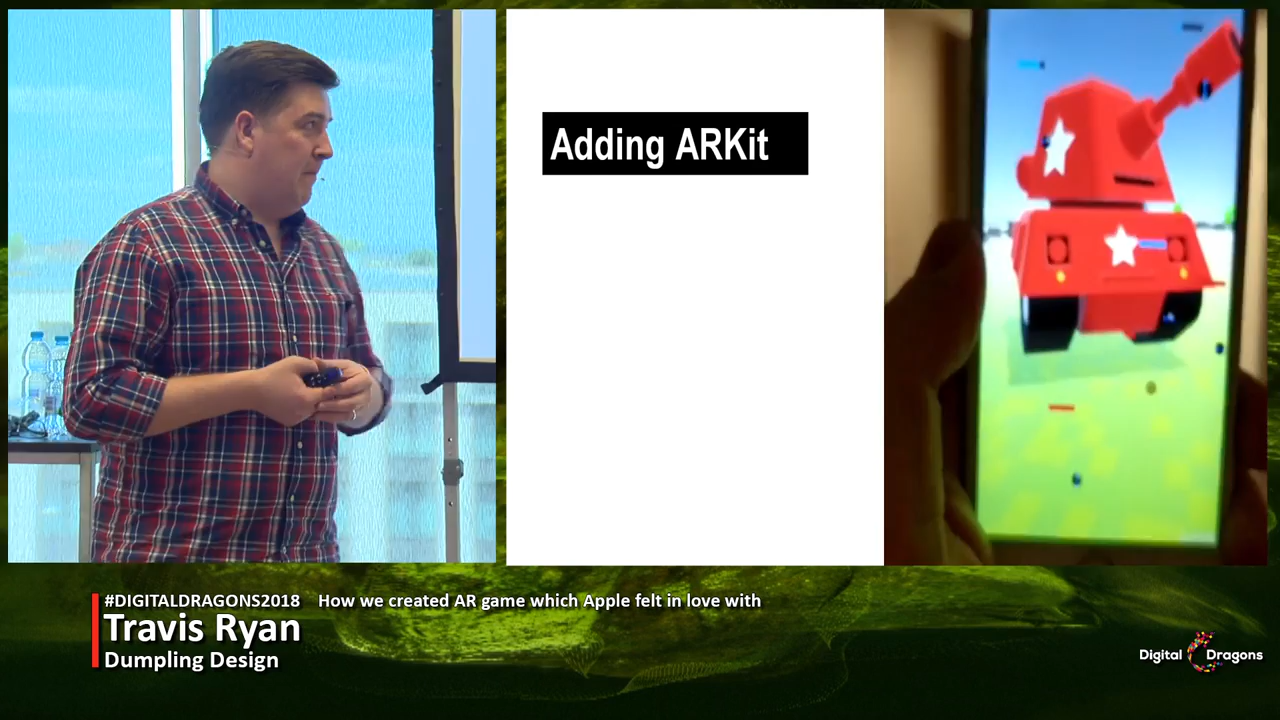 Adding ARKit
#DIGITALDRAGONS2018 How we created AR game which Apple felt in love with
Travis Ryan
Dumpling Design
Digital Dragons